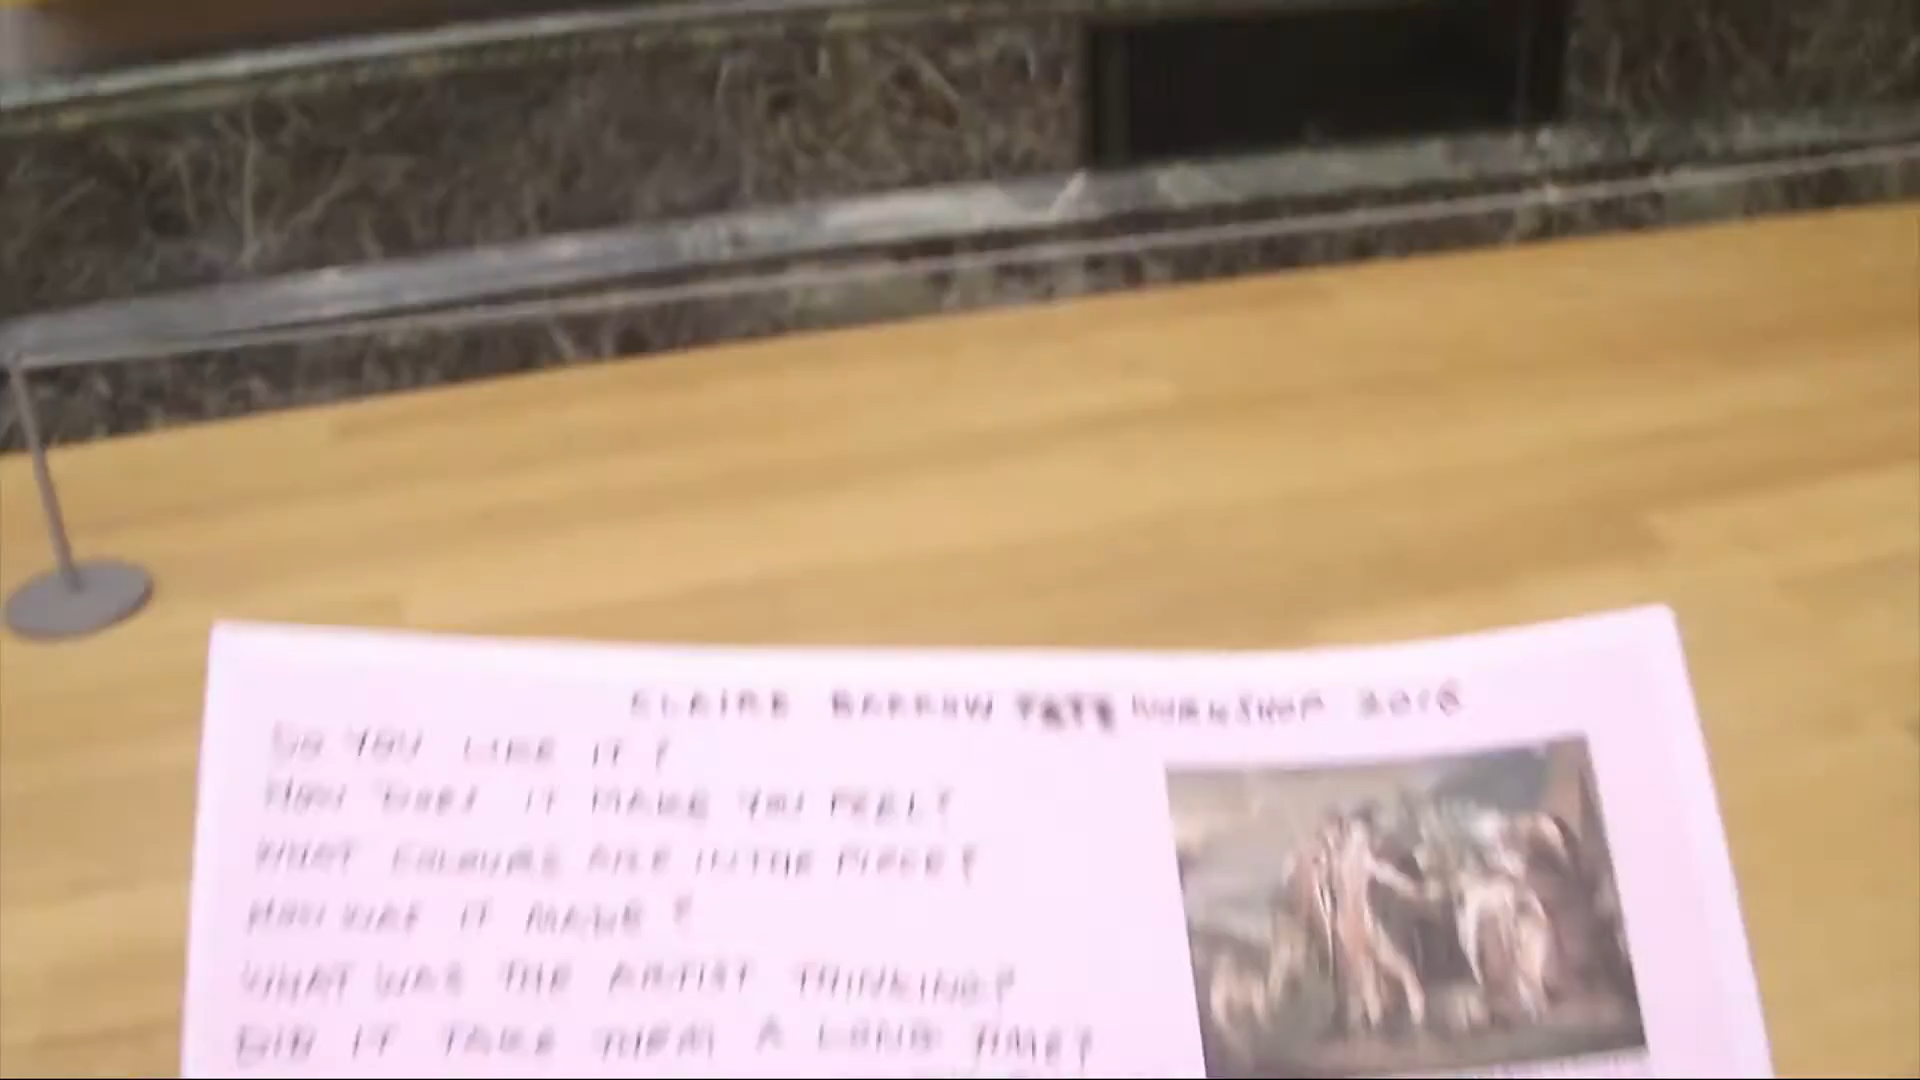 CLAIRE BARROW TATE WORKSHOP 2016
DO YOU LIKE IT?
HOW DOES IT MAKE YOU FEEL?
WHAT COLOURS ARE IN THE PIECE?
HOW WAS IT MADE?
WHAT WAS THE ARTIST THINKING?
DID IT TAKE THEM A LONG TIME?